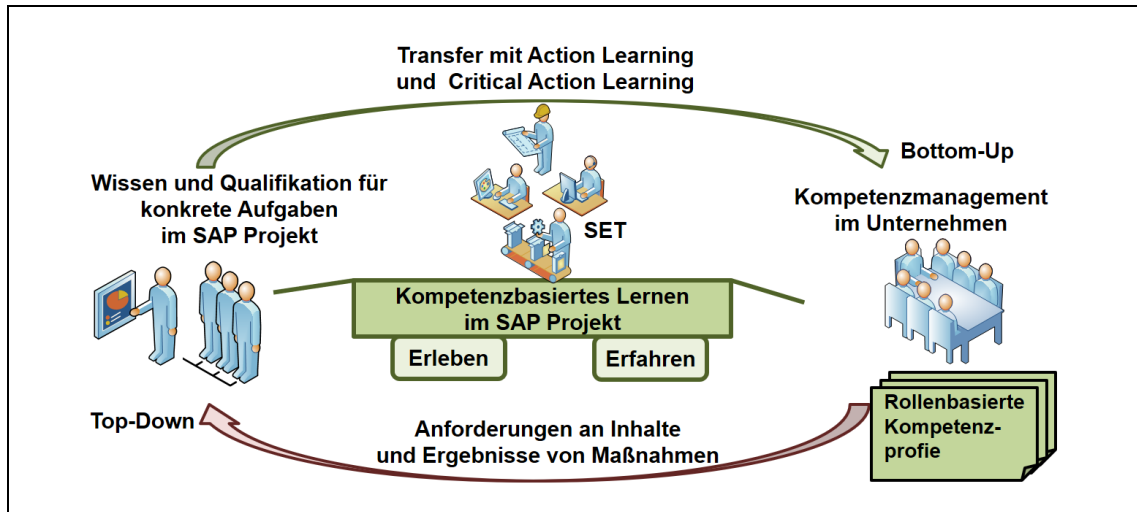 Transfer mit Action Learning
und Critical Action Learning
Bottom-Up
Wissen und Qualifikation für
konkrete Aufgaben
im SAP Projekt
Kompetenzmanagement
im Unternehmen
SET
Kompetenzbasiertes Lernen
im SAP Projekt
Erleben
Erfahren
Top-Down
Anforderungen an Inhalte
und Ergebnisse von Maßnahmen
Rollenbasierte
Kompetenz-
profie